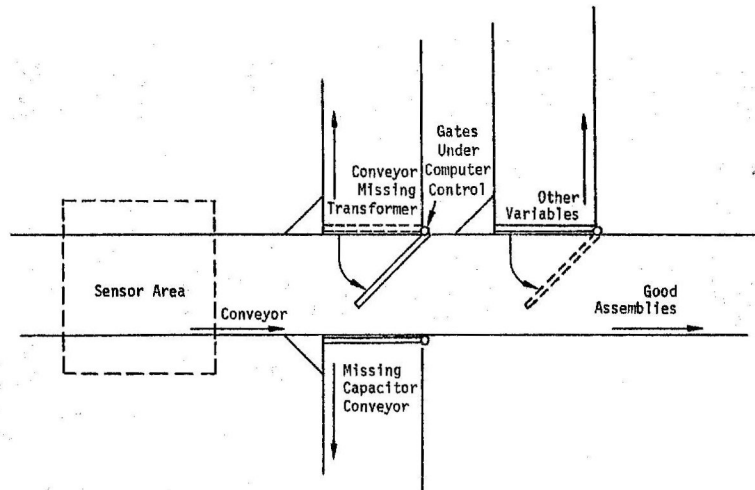 Gates
Under
Computer
Control
Conveyor
Missing
Transformer
Other
Variables
Sensor Area
Conveyor
Good
Assemblies
Missing
Capacitor
Conveyor